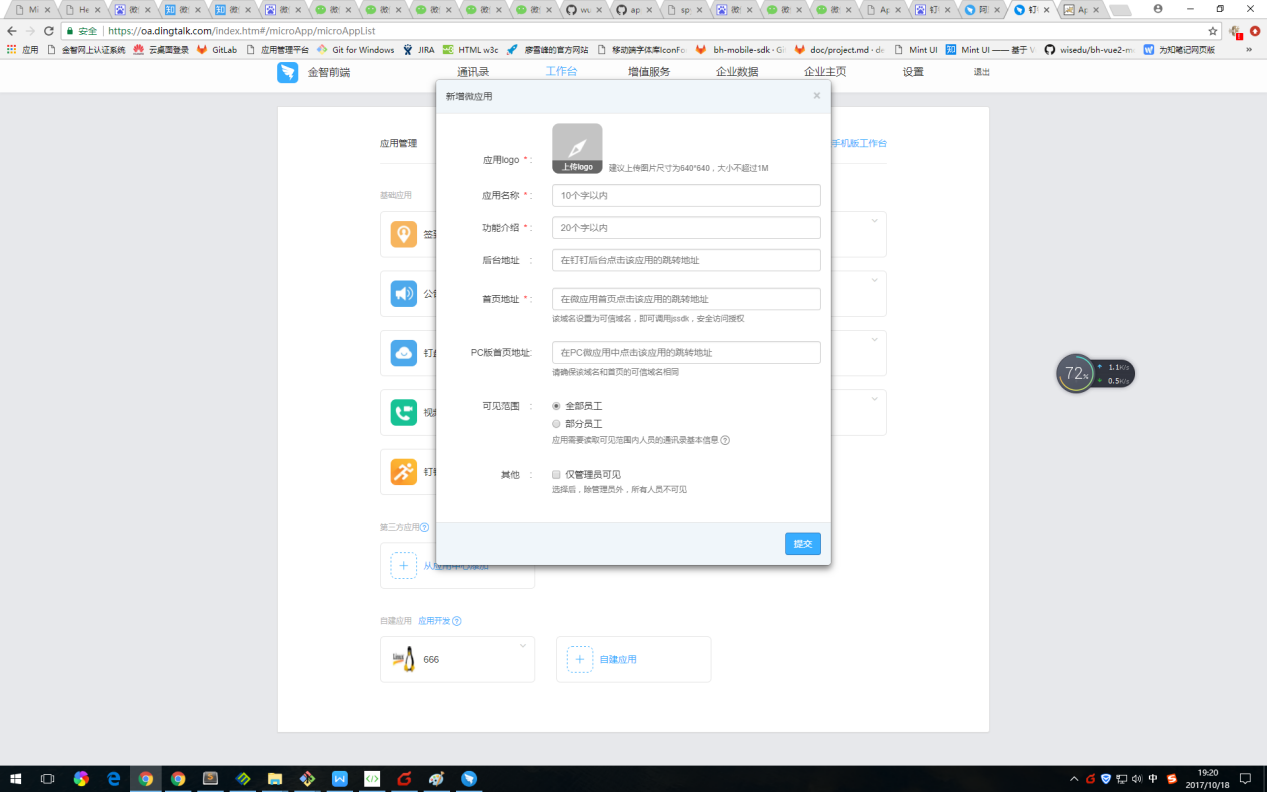 Mi
He
微
微
微
微
微
微
微
微
微
wu
ap
sp
微
微
微
Ap
钉
阿
钉
Ap
安全
https://oa.dingtalk.com/index.htm#/microApp/microAppList
应用 金智网上认证系统 云桌面登录 GitLab 应用管理平台 Git for Windows JIRA HTML w3c 廖雪峰的官方网站 移动端字体库IconFo bh-mobile-sdk · Gi doc/project.md · de Mint UI Mint UI —— 基于 V wisedu/bh-vue2-m 为知笔记网页版 »
金智前端 通讯录 工作台 增值服务 企业数据 企业主页 设置 退出
新增微应用 ×
应用管理
手机版工作台
应用logo * :
上传logo
建议上传图片尺寸为640*640，大小不超过1M
应用名称 * : 10个字以内
基础应用
功能介绍 * : 20个字以内
签
后台地址 : 在钉钉后台点击该应用的跳转地址
公
首页地址 * : 在微应用首页点击该应用的跳转地址
该域名设置为可信域名，即可调用jssdk，安全访问授权
钉
PC版首页地址: 在PC微应用中点击该应用的跳转地址
请确保该域名和首页的可信域名相同
72%
1.1K/s
0.5K/s
视
可见范围 : 全部员工
部分员工
应用需要读取可见范围内人员的通讯录基本信息 ?
钉
其他 : 仅管理员可见
选择后，除管理员外，所有人员不可见
第三方应用 ?
提交
从应用中心添加
自建应用 应用开发 ?
Linux
666
自建应用
中
19:20
2017/10/18